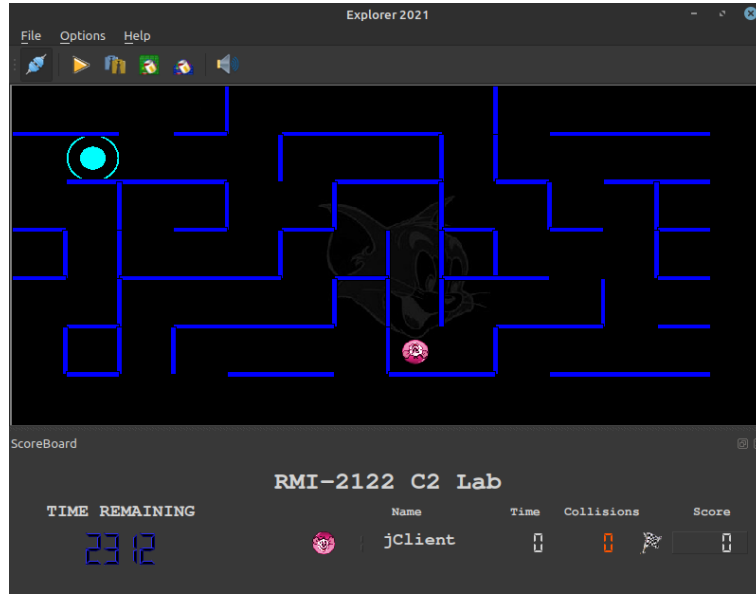 Explorer 2021
File Options Help
ScoreBoard
RMI-2122 C2 Lab
TIME REMAINING Name Time Collisions Score
2312 jClient 0 0 0